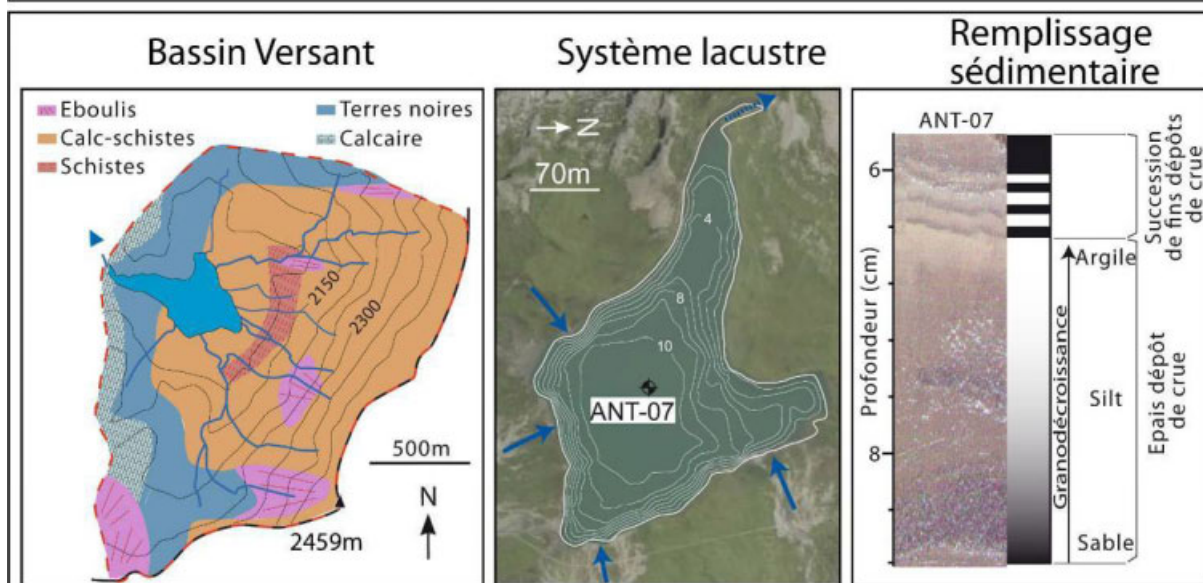 Bassin Versant
Eboulis
Calc-schistes
Schistes
Terres noires
Calcaire
2150
2300
500m
N
2459m
Système lacustre
N
70m
4
8
10
ANT-07
Remplissage
sédimentaire
ANT-07
Profondeur (cm)
6
8
Argile
Silt
Sable
Granodécroissance
Succession
de fins dépôts
de crue
Epais dépôt
de crue